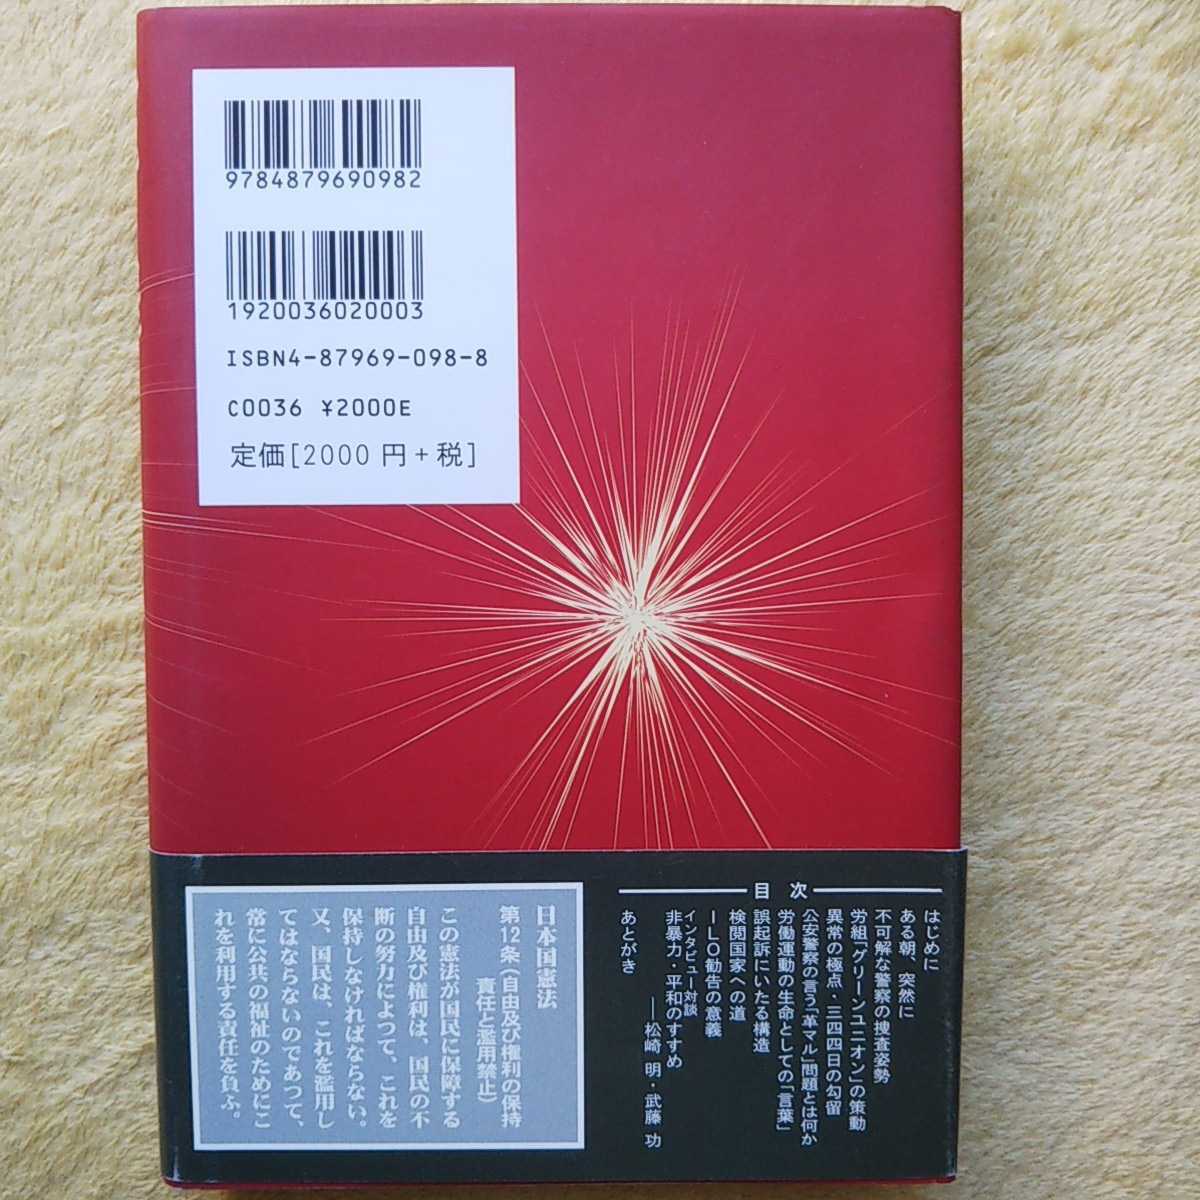 9784879690982
1920036020003
ISBN4-87969-098-8
C0036 ¥2000E
定価[2000 円+税]
目 次
はじめに
ある朝、突然に
不可解な警察の捜査姿勢
労組「グリーンユニオン」の策動
異常の極点・三四四日の勾留
公安警察の言う「革マル」問題とは何か
労働運動の生命としての「言葉」
誤起訴にいたる構造
検閲国家への道
ILO勧告の意義
インタビュー対談
非暴力・平和のすすめ
――松崎 明・武藤 功
あとがき
日本国憲法
第12条（自由及び権利の保持
責任と濫用禁止）
この憲法が国民に保障する
自由及び権利は、国民の不
断の努力によつて、これを
保持しなければならない。
又、国民は、これを濫用し
てはならないのであつて、
常に公共の福祉のためにこ
れを利用する責任を負ふ。